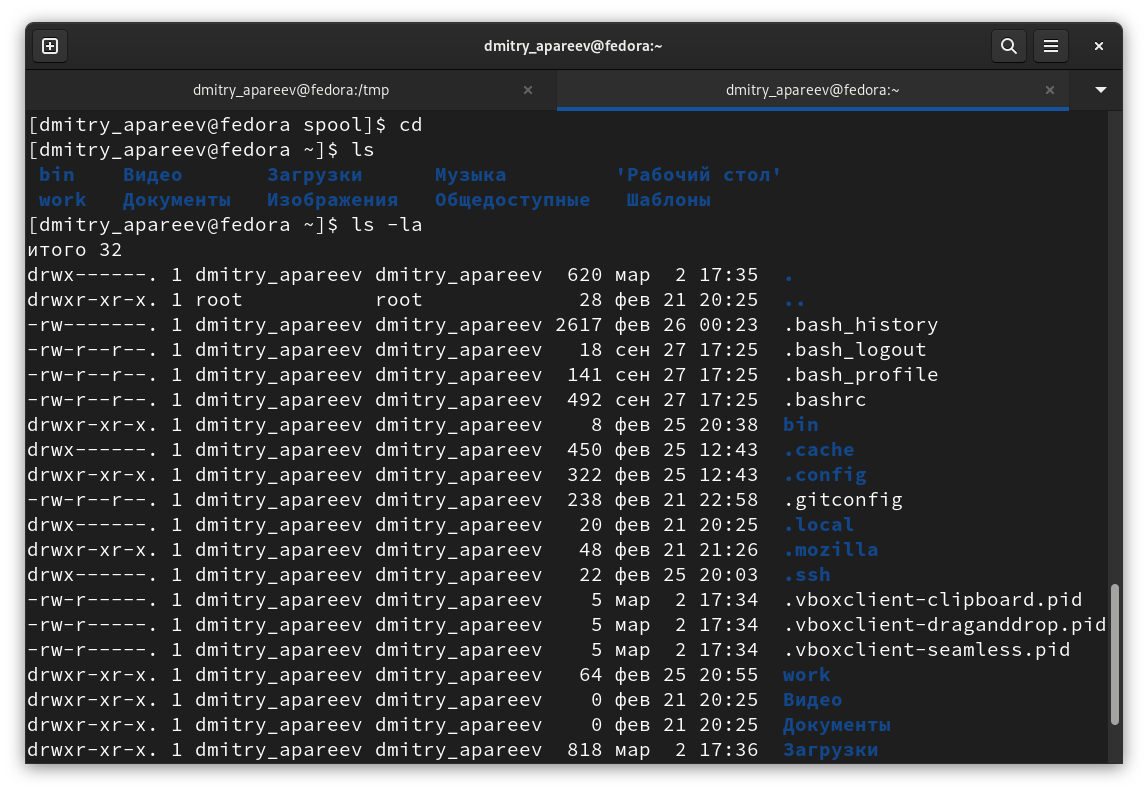 dmitry_apareev@fedora:~
dmitry_apareev@fedora:/tmp dmitry_apareev@fedora:~
[dmitry_apareev@fedora spool]$ cd
[dmitry_apareev@fedora ~]$ ls
bin Видео Загрузки Музыка 'Рабочий стол'
work Документы Изображения Общедоступные Шаблоны
[dmitry_apareev@fedora ~]$ ls -la
итого 32
drwx------. 1 dmitry_apareev dmitry_apareev 620 мар 2 17:35 .
drwxr-xr-x. 1 root root 28 фев 21 20:25 ..
-rw-------. 1 dmitry_apareev dmitry_apareev 2617 фев 26 00:23 .bash_history
-rw-r--r--. 1 dmitry_apareev dmitry_apareev 18 сен 27 17:25 .bash_logout
-rw-r--r--. 1 dmitry_apareev dmitry_apareev 141 сен 27 17:25 .bash_profile
-rw-r--r--. 1 dmitry_apareev dmitry_apareev 492 сен 27 17:25 .bashrc
drwxr-xr-x. 1 dmitry_apareev dmitry_apareev 8 фев 25 20:38 bin
drwx------. 1 dmitry_apareev dmitry_apareev 450 фев 25 12:43 .cache
drwxr-xr-x. 1 dmitry_apareev dmitry_apareev 322 фев 25 12:43 .config
-rw-r--r--. 1 dmitry_apareev dmitry_apareev 238 фев 21 22:58 .gitconfig
drwx------. 1 dmitry_apareev dmitry_apareev 20 фев 21 20:25 .local
drwxr-xr-x. 1 dmitry_apareev dmitry_apareev 48 фев 21 21:26 .mozilla
drwx------. 1 dmitry_apareev dmitry_apareev 22 фев 25 20:03 .ssh
-rw-r-----. 1 dmitry_apareev dmitry_apareev 5 мар 2 17:34 .vboxclient-clipboard.pid
-rw-r-----. 1 dmitry_apareev dmitry_apareev 5 мар 2 17:34 .vboxclient-draganddrop.pid
-rw-r-----. 1 dmitry_apareev dmitry_apareev 5 мар 2 17:34 .vboxclient-seamless.pid
drwxr-xr-x. 1 dmitry_apareev dmitry_apareev 64 фев 25 20:55 work
drwxr-xr-x. 1 dmitry_apareev dmitry_apareev 0 фев 21 20:25 Видео
drwxr-xr-x. 1 dmitry_apareev dmitry_apareev 0 фев 21 20:25 Документы
drwxr-xr-x. 1 dmitry_apareev dmitry_apareev 818 мар 2 17:36 Загрузки